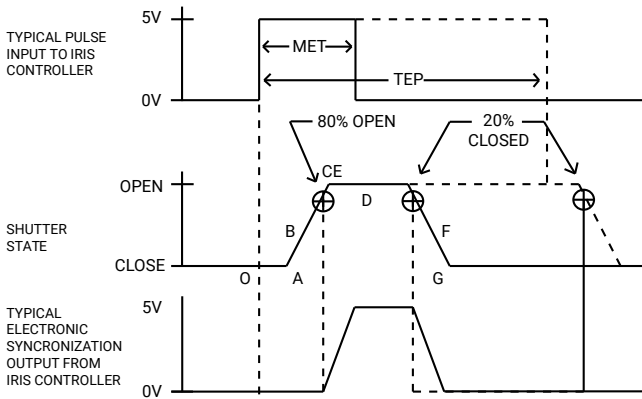 TYPICAL PULSE
INPUT TO IRIS
CONTROLLER
5V
0V
MET
TEP
80% OPEN
20%
CLOSED
SHUTTER
STATE
OPEN
CLOSE
CE
B
D
F
O
A
G
TYPICAL
ELECTRONIC
SYNCRONIZATION
OUTPUT FROM
IRIS CONTROLLER
5V
0V